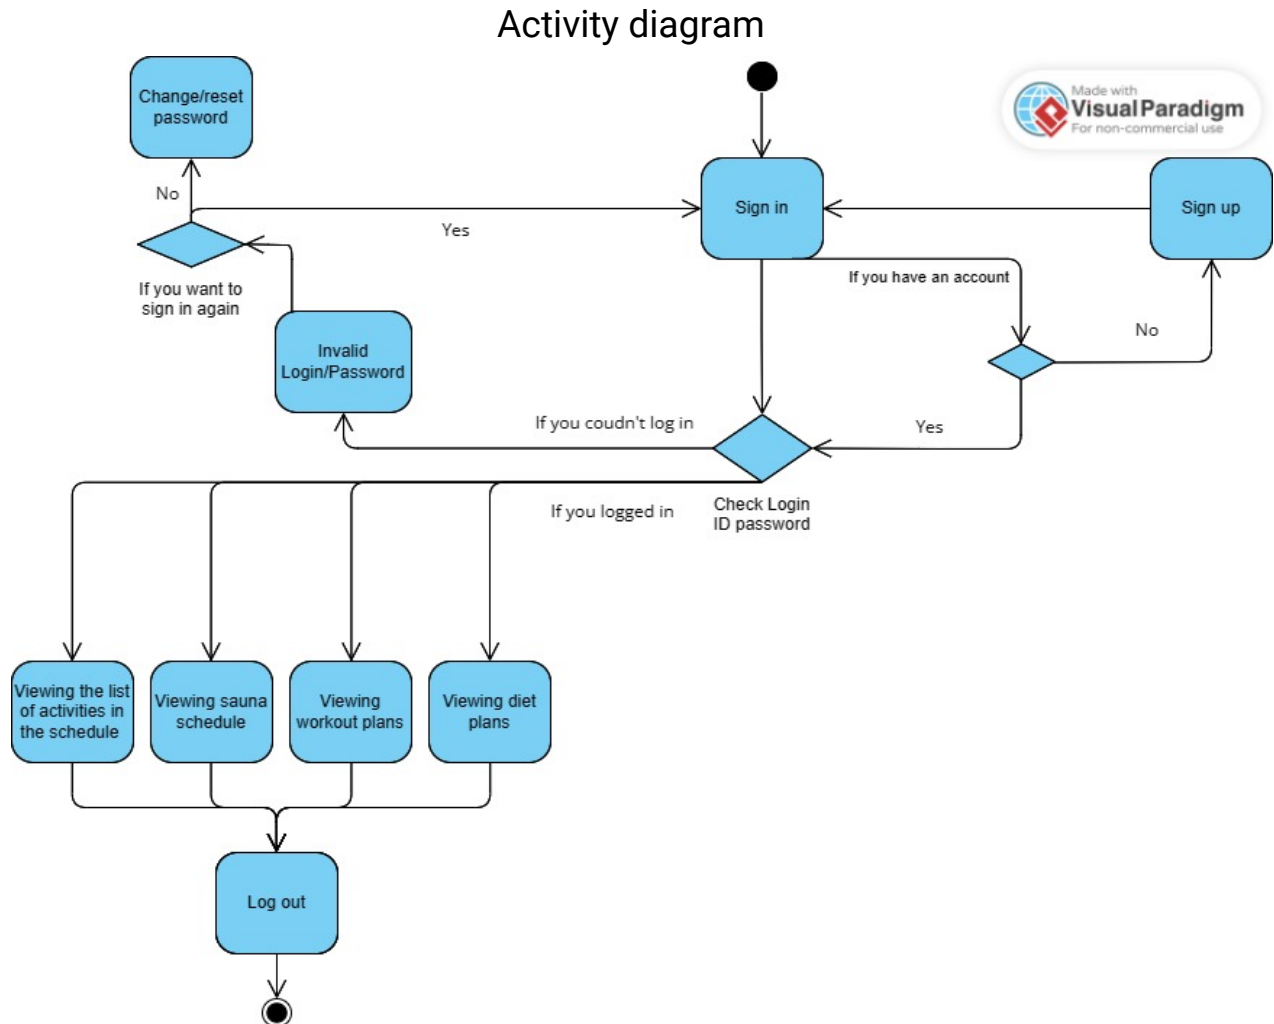 Activity diagram
Change/reset
password
Made with
Visual Paradigm
For non-commercial use
No
Sign in
Sign up
Yes
If you have an account
If you want to
sign in again
No
Invalid
Login/Password
If you coudn't log in
Yes
If you logged in
Check Login
ID password
Viewing the list
of activities in
the schedule
Viewing sauna
schedule
Viewing
workout plans
Viewing diet
plans
Log out